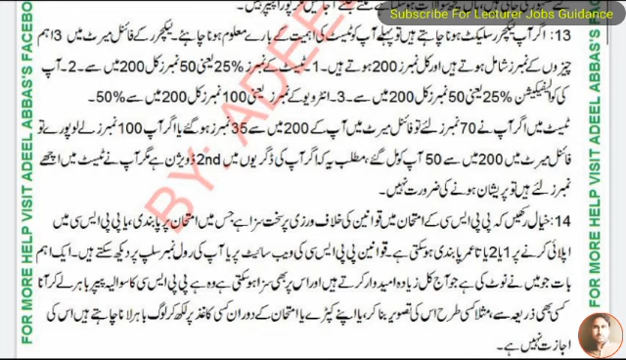 Subscribe For Lecturer Jobs Guidance
13: اگر آپ لیکچرر سلیکٹ ہونا چاہتے ہیں تو پہلے آپ کو ٹیسٹ کی اہمیت کے بارے معلوم ہونا چاہئے۔ لیکچرر کے فائنل میرٹ میں 3 اہم
چیزوں کے نمبرز شامل ہوتے ہیں اور کل نمبرز 200 ہوتے ہیں۔ 1- ٹیسٹ کے نمبرز %25 یعنی 50 نمبرز کل 200 میں سے۔ 2- آپ
کی کوالیفیکیشن %25 یعنی 50 نمبرز کل 200 میں سے۔ 3- انٹرویو کے نمبرز یعنی 100 نمبرز کل 200 میں سے %50۔
ٹیسٹ میں اگر آپ نے 70 نمبرز لئے تو فائنل میرٹ میں آپ کے 200 میں سے 35 نمبرز ہو گئے یا اگر آپ 100 نمبرز لے لو پورے تو
فائنل میرٹ میں 200 میں سے 50 آپ کو مل گئے، مطلب یہ کہ اگر آپ کی ڈگریوں میں 2nd ڈویژن ہے مگر آپ نے ٹیسٹ میں اچھے
نمبرز لئے ہیں تو پریشان ہونے کی ضرورت نہیں۔
14: خیال رکھیں کہ پی پی ایس سی کے امتحان میں قوانین کی خلاف ورزی پر سخت سزا ہے جس میں امتحان پر پابندی، یا پی پی ایس سی میں
اپلائی کرنے پر 1 یا 2 یا تا عمر پابندی ہو سکتی ہے۔ قوانین پی پی ایس سی کی ویب سائیٹ پر یا آپ کی رول نمبر سلپ پر دیکھ سکتے ہیں۔ ایک اہم
بات جو میں نے نوٹ کی ہے جو آج کل زیادہ امیدوار کرتے ہیں اور اس پر بھی سزا ہو سکتی ہے وہ ہے پی پی ایس سی کا سوالیہ پیپر باہر لے کر آنا
کسی بھی ذریعہ سے، مثلا کسی طرح اس کی تصویر بنا کر، یا اپنے کپڑے یا امتحان کے دوران کسی کاغذ پر لکھ کر لوگ باہر لانا چاہتے ہیں اس کی
اجازت نہیں ہے۔
BY: ADEE
FOR MORE HELP VISIT ADEEL ABBAS'S FACEBO
FOR MORE HELP VISIT ADEEL ABBAS'S FACEBO